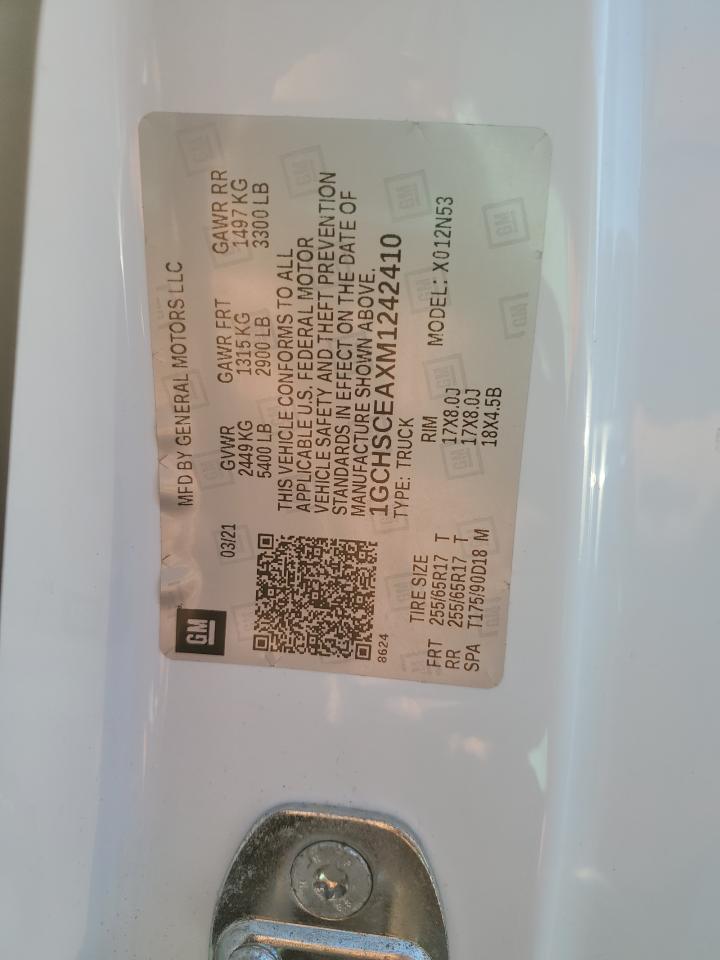 GM
MFD BY GENERAL MOTORS LLC
03/21 GVWR GAWR FRT GAWR RR
2449 KG 1315 KG 1497 KG
5400 LB 2900 LB 3300 LB
THIS VEHICLE CONFORMS TO ALL
APPLICABLE U.S. FEDERAL MOTOR
VEHICLE SAFETY AND THEFT PREVENTION
STANDARDS IN EFFECT ON THE DATE OF
MANUFACTURE SHOWN ABOVE.
1GCHSCEAXM1242410
8624
TYPE: TRUCK MODEL: X012N53
TIRE SIZE RIM
FRT 255/65R17 T 17X8.0J
RR 255/65R17 T 17X8.0J
SPA T175/90D18 M 18X4.5B